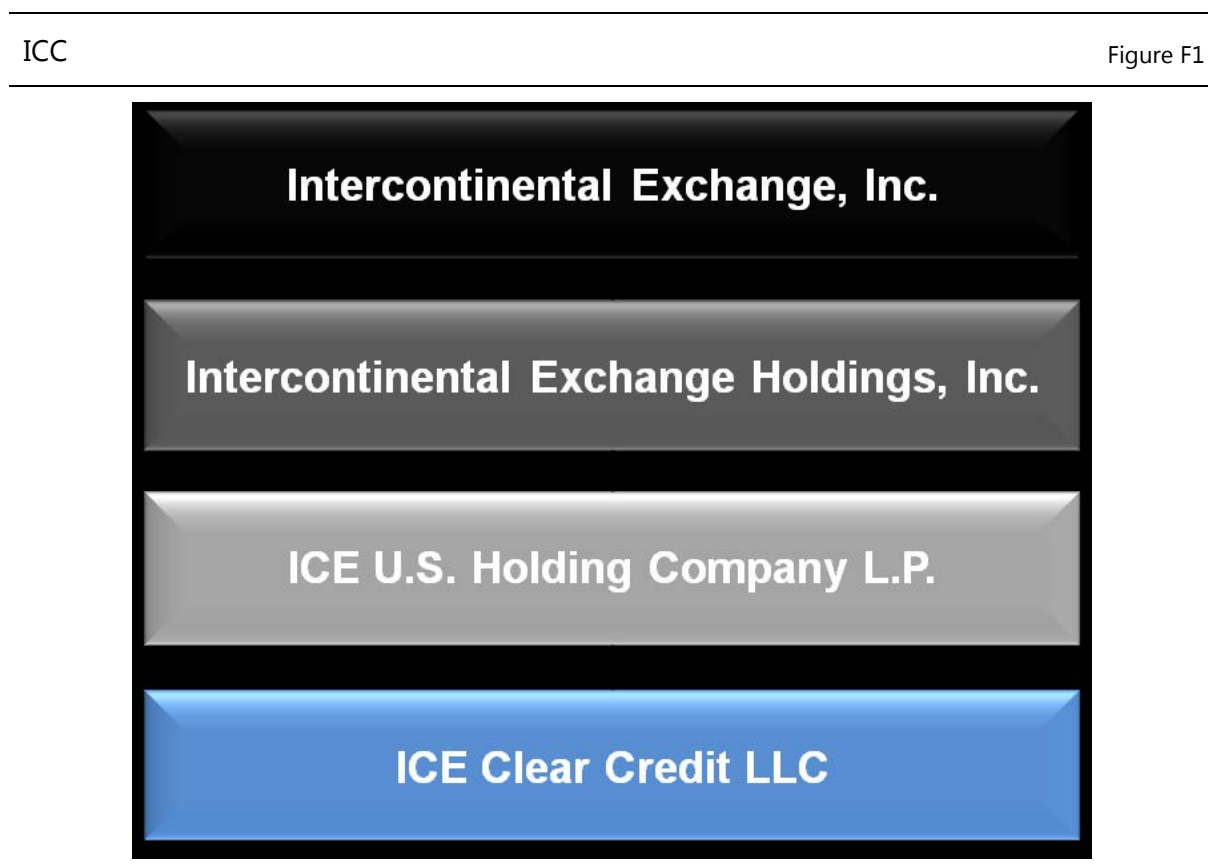 ICC
Figure F1
Intercontinental Exchange, Inc.
Intercontinental Exchange Holdings, Inc.
ICE U.S. Holding Company L.P.
ICE Clear Credit LLC